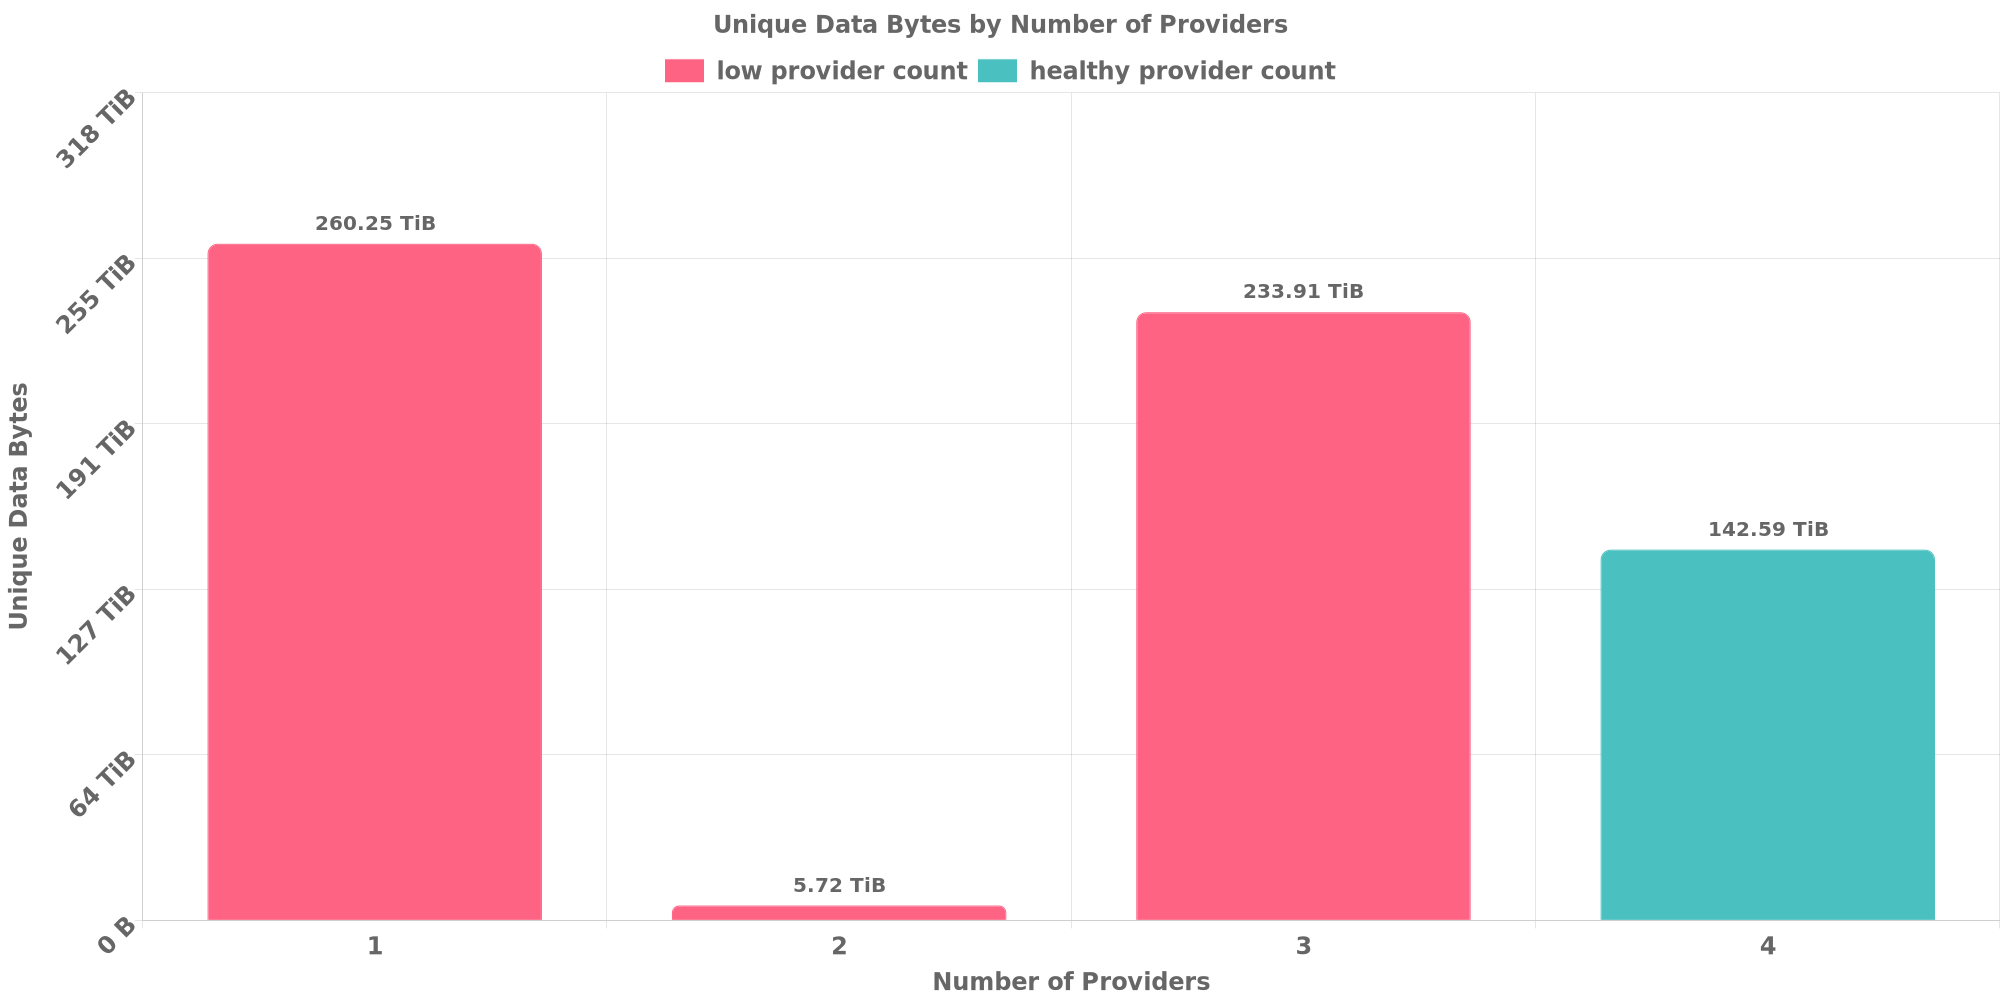 Unique Data Bytes by Number of Providers
low provider count healthy provider count
318 TiB
255 TiB
191 TiB
127 TiB
64 TiB
0 B
Unique Data Bytes
260.25 TiB
5.72 TiB
233.91 TiB
142.59 TiB
1 2 3 4
Number of Providers